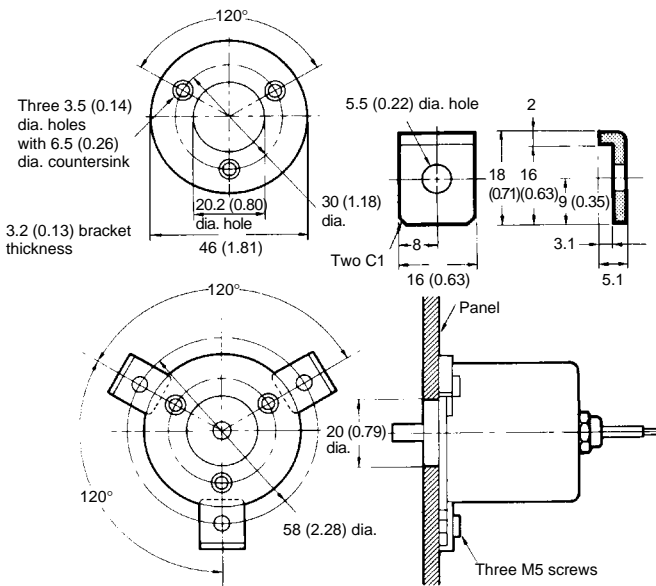 120°
Three 3.5 (0.14)
dia. holes
with 6.5 (0.26)
dia. countersink
3.2 (0.13) bracket
thickness
20.2 (0.80)
dia. hole
46 (1.81)
30 (1.18)
dia.
5.5 (0.22) dia. hole
2
18
(0.71)
16
(0.63)
9 (0.35)
8
Two C1
16 (0.63)
3.1
5.1
120°
120°
58 (2.28) dia.
Panel
20 (0.79)
dia.
Three M5 screws